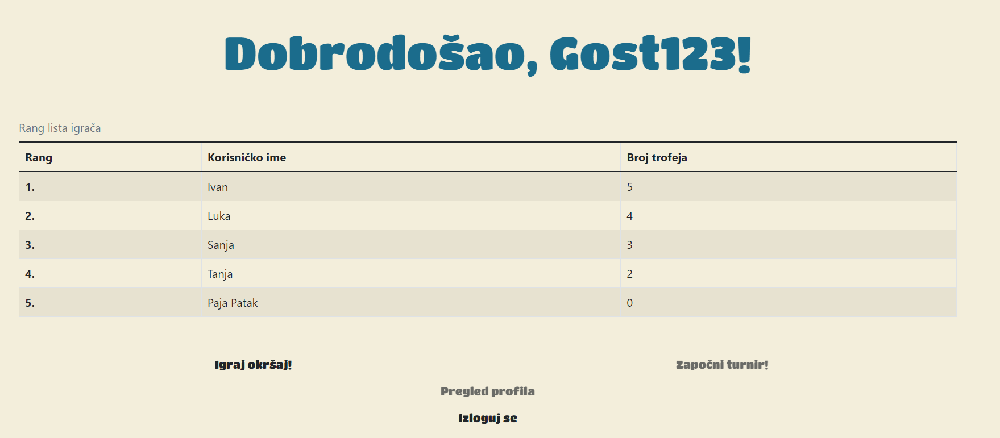 Dobrodošao, Gost123!
Rang lista igrača
Rang Korisničko ime Broj trofeja
1. Ivan 5
2. Luka 4
3. Sanja 3
4. Tanja 2
5. Paja Patak 0
Igraj okršaj! Započni turnir!
Pregled profila
Izloguj se